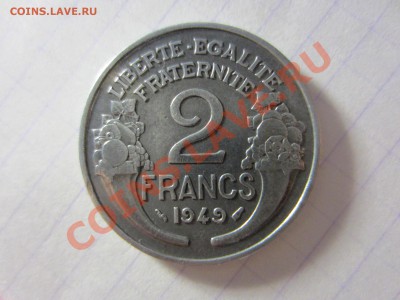 COINS.LAVE.RU
LIBERTE·EGALITE
FRATERNITE
2
FRANCS
1949
COINS.LAVE.RU